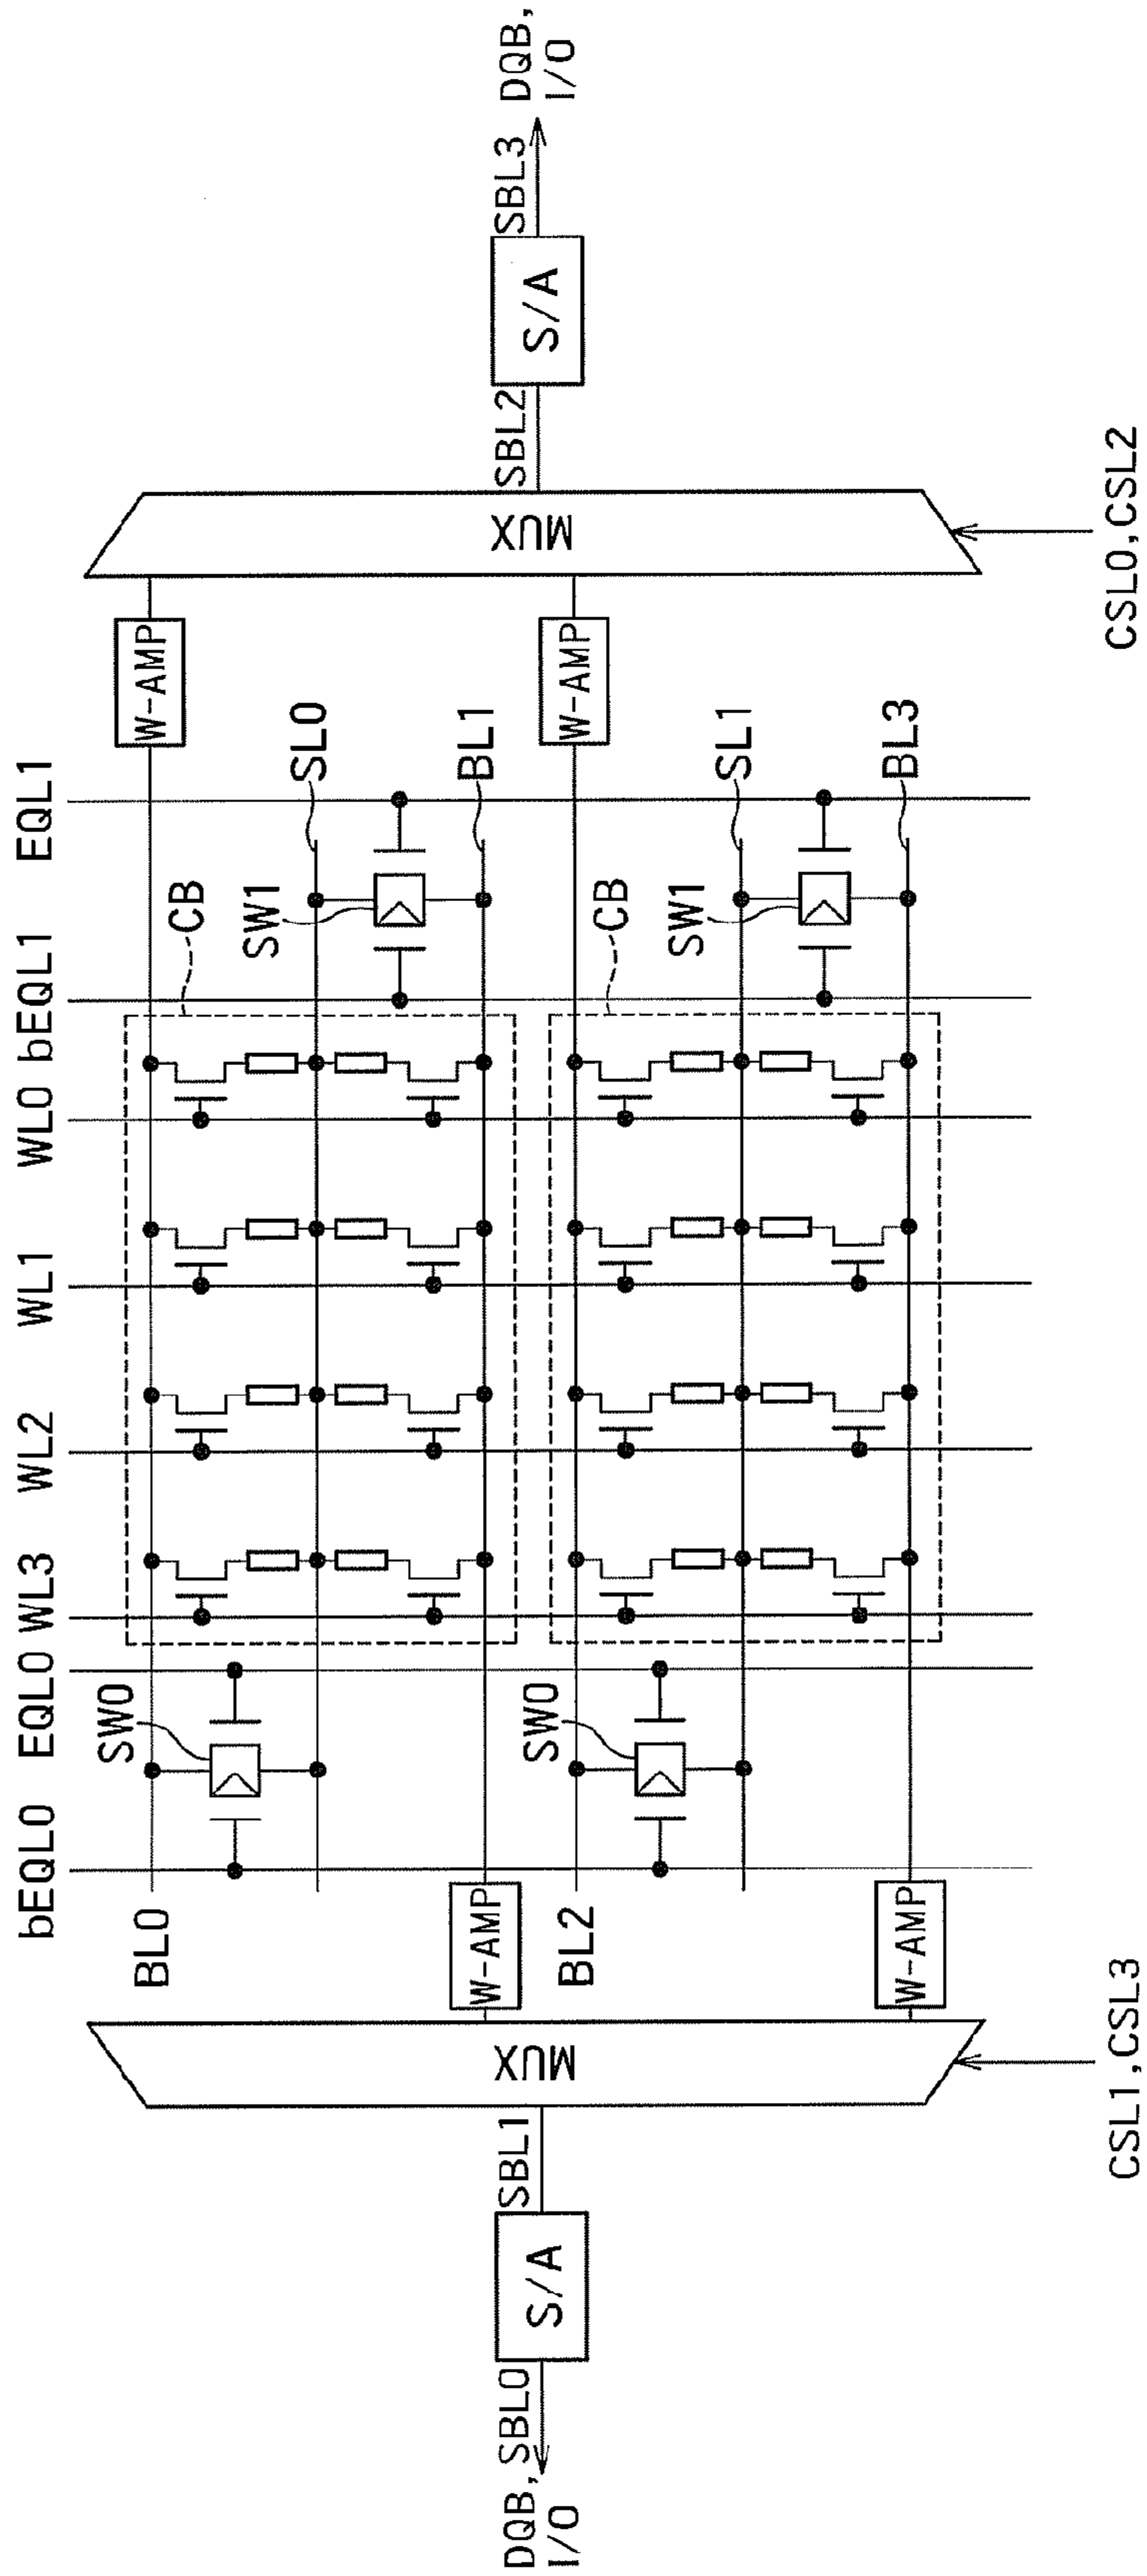 bEQL0 EQL0 WL3 WL2 WL1 WL0 bEQL1 EQL1
SW0
CB
BL0
W-AMP
SW1
SL0
W-AMP
BL1
MUX
MUX
DQB, SBL0
I/O
S/A
SBL1
SBL2
S/A
SBL3 DQB,
I/O
SW0
CB
BL2
W-AMP
SW1
SL1
W-AMP
BL3
CSL1,CSL3
CSL0,CSL2